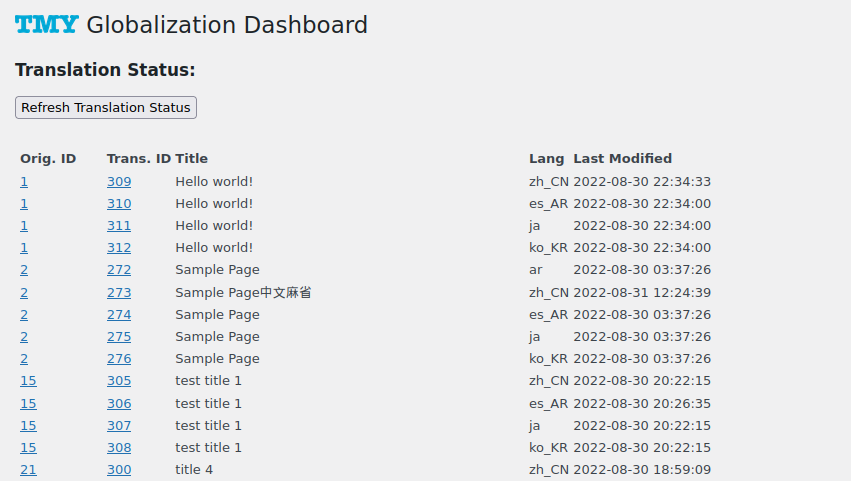 TMY Globalization Dashboard
Translation Status:
Refresh Translation Status
Orig. ID Trans. ID Title Lang Last Modified
1 309 Hello world! zh_CN 2022-08-30 22:34:33
1 310 Hello world! es_AR 2022-08-30 22:34:00
1 311 Hello world! ja 2022-08-30 22:34:00
1 312 Hello world! ko_KR 2022-08-30 22:34:00
2 272 Sample Page ar 2022-08-30 03:37:26
2 273 Sample Page中文麻省 zh_CN 2022-08-31 12:24:39
2 274 Sample Page es_AR 2022-08-30 03:37:26
2 275 Sample Page ja 2022-08-30 03:37:26
2 276 Sample Page ko_KR 2022-08-30 03:37:26
15 305 test title 1 zh_CN 2022-08-30 20:22:15
15 306 test title 1 es_AR 2022-08-30 20:26:35
15 307 test title 1 ja 2022-08-30 20:22:15
15 308 test title 1 ko_KR 2022-08-30 20:22:15
21 300 title 4 zh_CN 2022-08-30 18:59:09